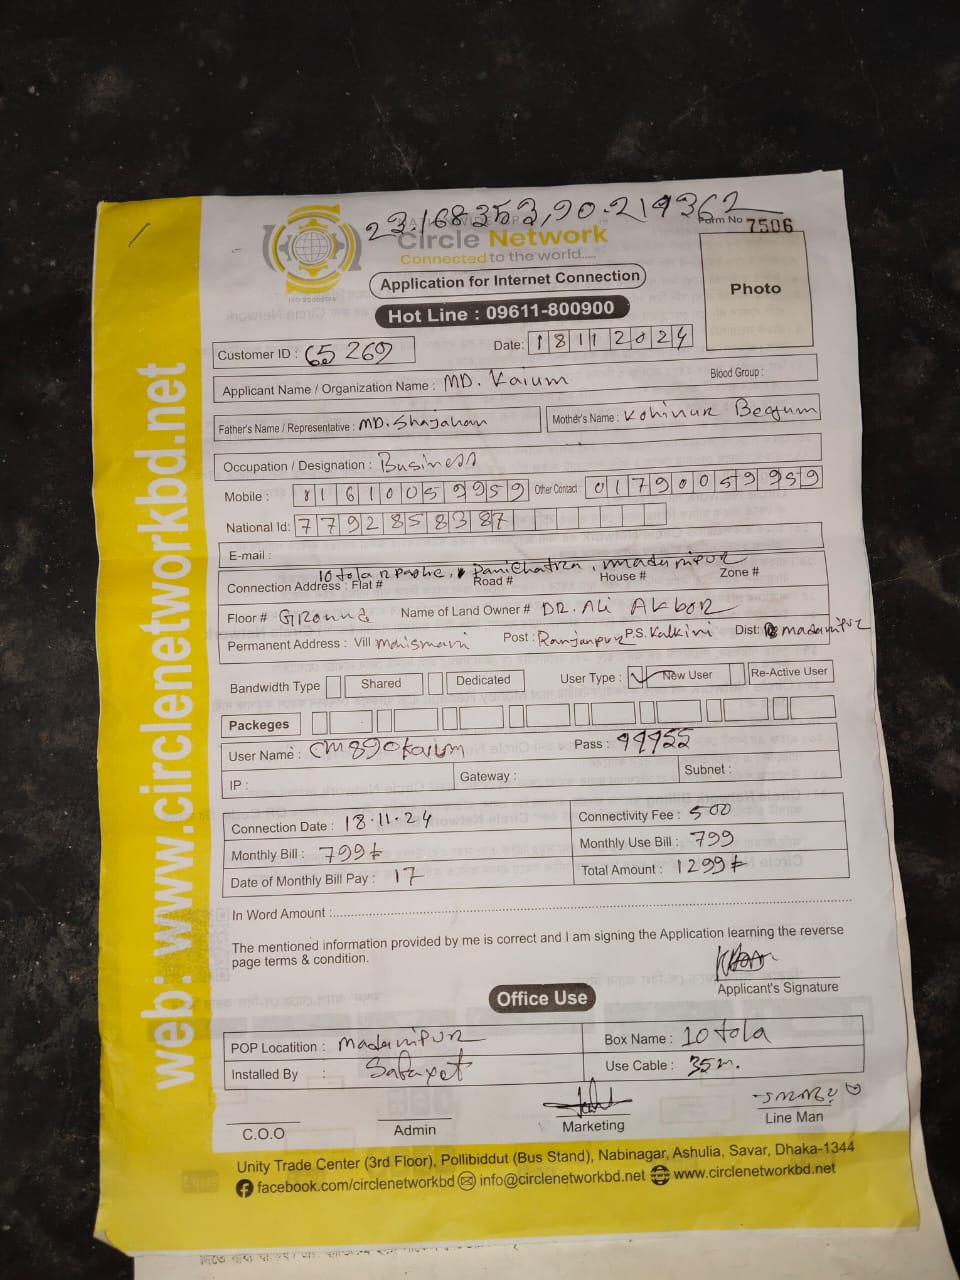 23.168353,90.219362
Form No 7506
Circle Network
Connected to the world.....
Application for Internet Connection
Hot Line : 09611-800900
Photo
Customer ID : 65269
Date: 18112024
Applicant Name / Organization Name : MD. Kaium
Blood Group :
Father's Name / Representative : MD. Shajahan
Mother's Name : Kohinur Begum
Occupation / Designation : Business
Mobile : 01610059959 Other Contact 01790059959
National Id: 7792858387
E-mail :
10 tola r pashe, Panichatra, madaripur
Connection Address : Flat # Road # House # Zone #
Floor # Ground Name of Land Owner # DR. Ali Akbor
Permanent Address : Vill Post : Ramjanpur P.S. Kalkini Dist: madaripur
Bandwidth Type Shared Dedicated User Type : New User Re-Active User
Packeges
User Name : cm890kaium Pass : 99955
IP : Gateway : Subnet :
Connection Date : 18.11.24 Connectivity Fee : 500
Monthly Bill : 799 Monthly Use Bill : 799
Date of Monthly Bill Pay : 17 Total Amount : 1299
In Word Amount :
The mentioned information provided by me is correct and I am signing the Application learning the reverse
page terms & condition.
Applicant's Signature
Office Use
POP Locatition : Madaripur Box Name : 10 tola
Installed By : Safayet Use Cable : 35m.
C.O.O Admin Marketing Line Man
Unity Trade Center (3rd Floor), Pollibiddut (Bus Stand), Nabinagar, Ashulia, Savar, Dhaka-1344
facebook.com/circlenetworkbd info@circlenetworkbd.net www.circlenetworkbd.net
web: www.circlenetworkbd.net